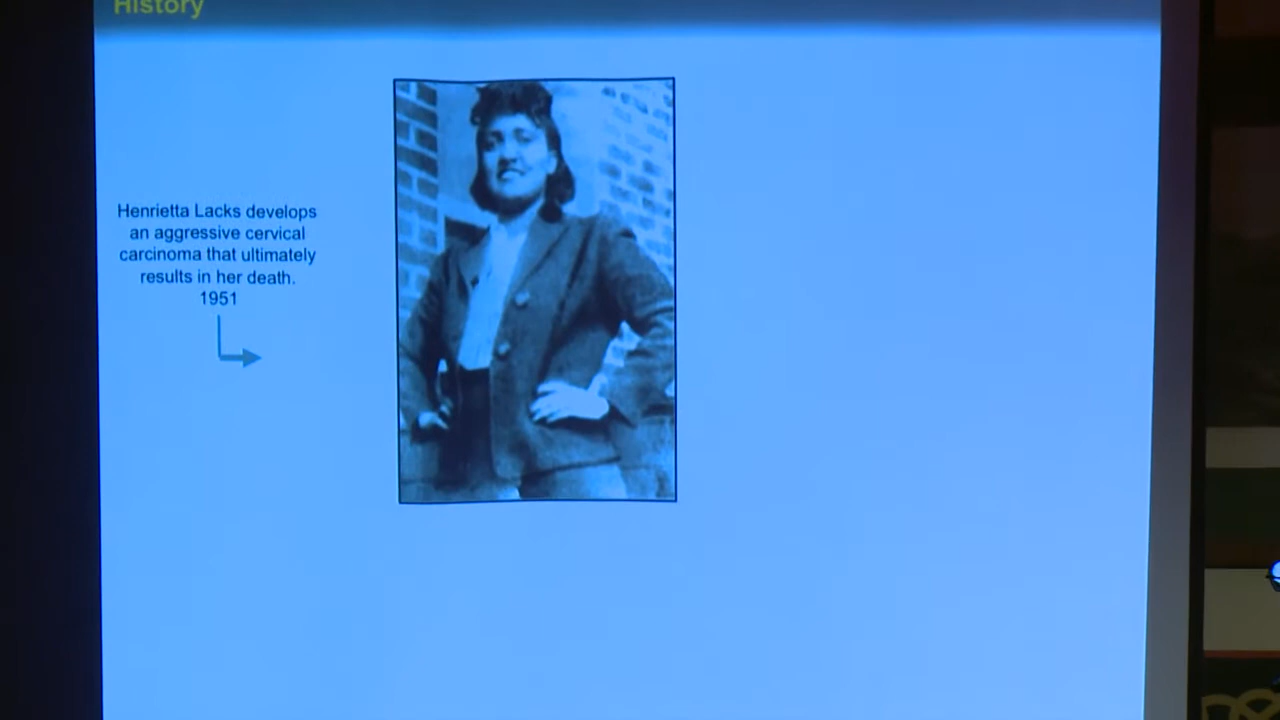 History
Henrietta Lacks develops
an aggressive cervical
carcinoma that ultimately
results in her death.
1951